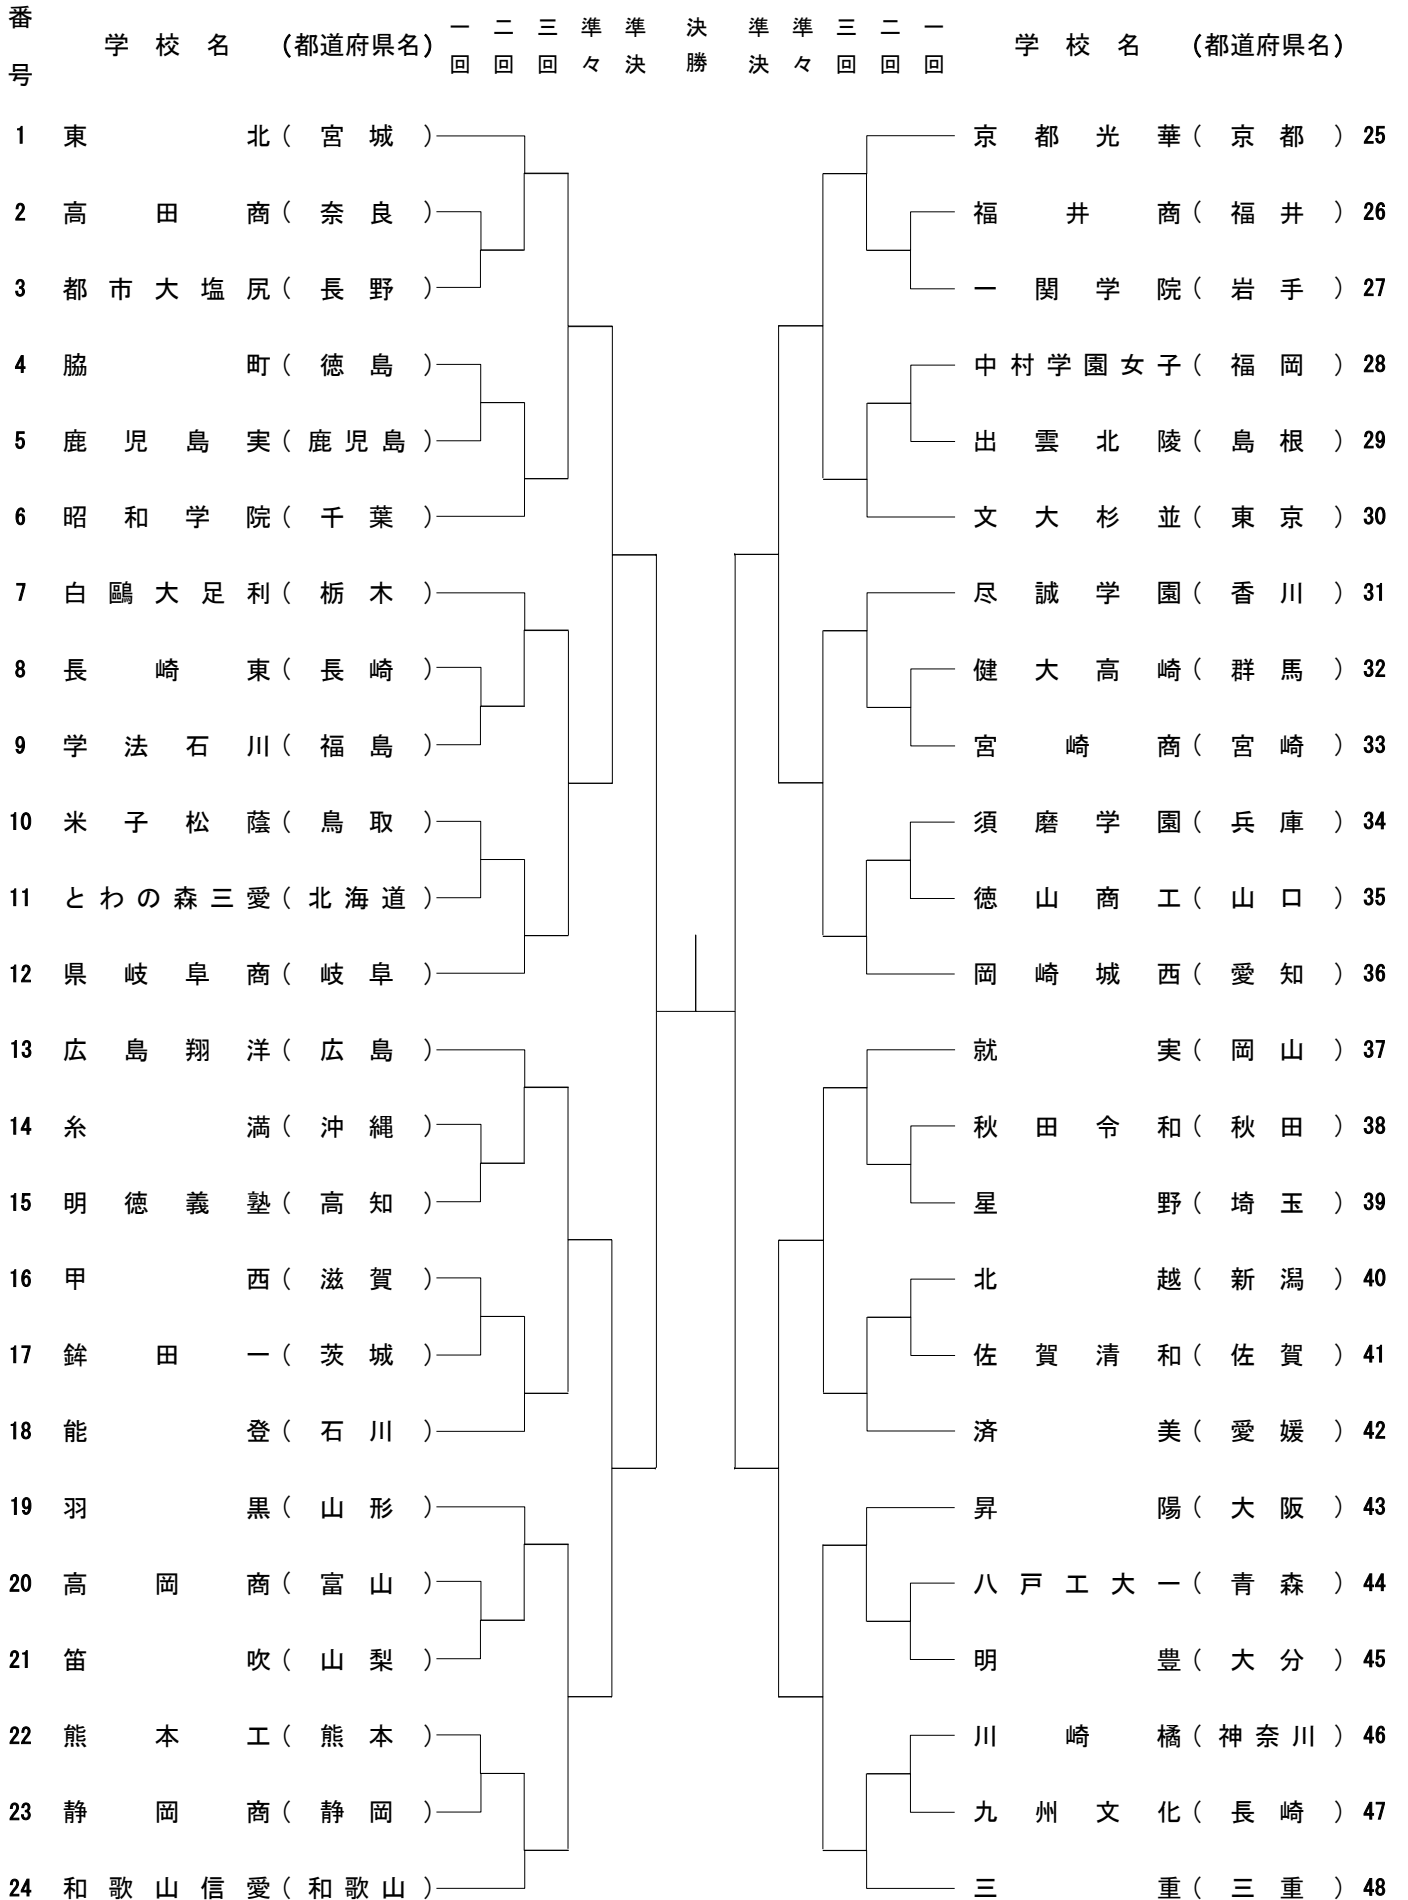 番号 学校名 (都道府県名) 一回 二回 三回 準々 準決 決勝 準決 準々 三回 二回 一回 学校名 (都道府県名)
1 東北(宮城) 京都光華(京都) 25
2 高田商(奈良) 福井商(福井) 26
3 都市大塩尻(長野) 一関学院(岩手) 27
4 脇町(徳島) 中村学園女子(福岡) 28
5 鹿児島実(鹿児島) 出雲北陵(島根) 29
6 昭和学院(千葉) 文大杉並(東京) 30
7 白鷗大足利(栃木) 尽誠学園(香川) 31
8 長崎東(長崎) 健大高崎(群馬) 32
9 学法石川(福島) 宮崎商(宮崎) 33
10 米子松蔭(鳥取) 須磨学園(兵庫) 34
11 とわの森三愛(北海道) 徳山商工(山口) 35
12 県岐阜商(岐阜) 岡崎城西(愛知) 36
13 広島翔洋(広島) 就実(岡山) 37
14 糸満(沖縄) 秋田令和(秋田) 38
15 明徳義塾(高知) 星野(埼玉) 39
16 甲西(滋賀) 北越(新潟) 40
17 鉾田一(茨城) 佐賀清和(佐賀) 41
18 能登(石川) 済美(愛媛) 42
19 羽黒(山形) 昇陽(大阪) 43
20 高岡商(富山) 八戸工大一(青森) 44
21 笛吹(山梨) 明豊(大分) 45
22 熊本工(熊本) 川崎橘(神奈川) 46
23 静岡商(静岡) 九州文化(長崎) 47
24 和歌山信愛(和歌山) 三重(三重) 48